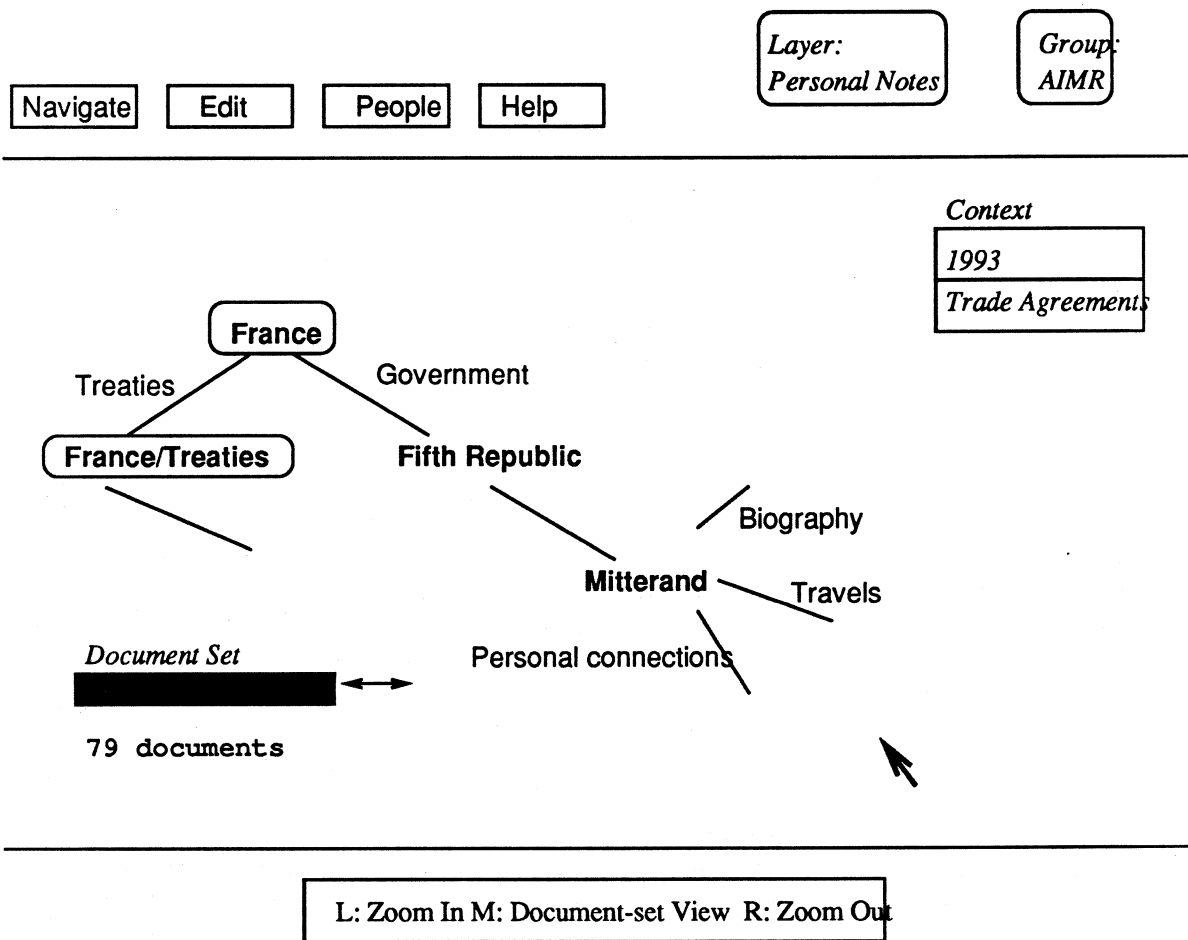 Layer:
Personal Notes
Group:
AIMR
Navigate
Edit
People
Help
Context
1993
Trade Agreements
France
Treaties
Government
France/Treaties
Fifth Republic
Biography
Mitterand
Travels
Document Set
Personal connections
79 documents
L: Zoom In M: Document-set View R: Zoom Out